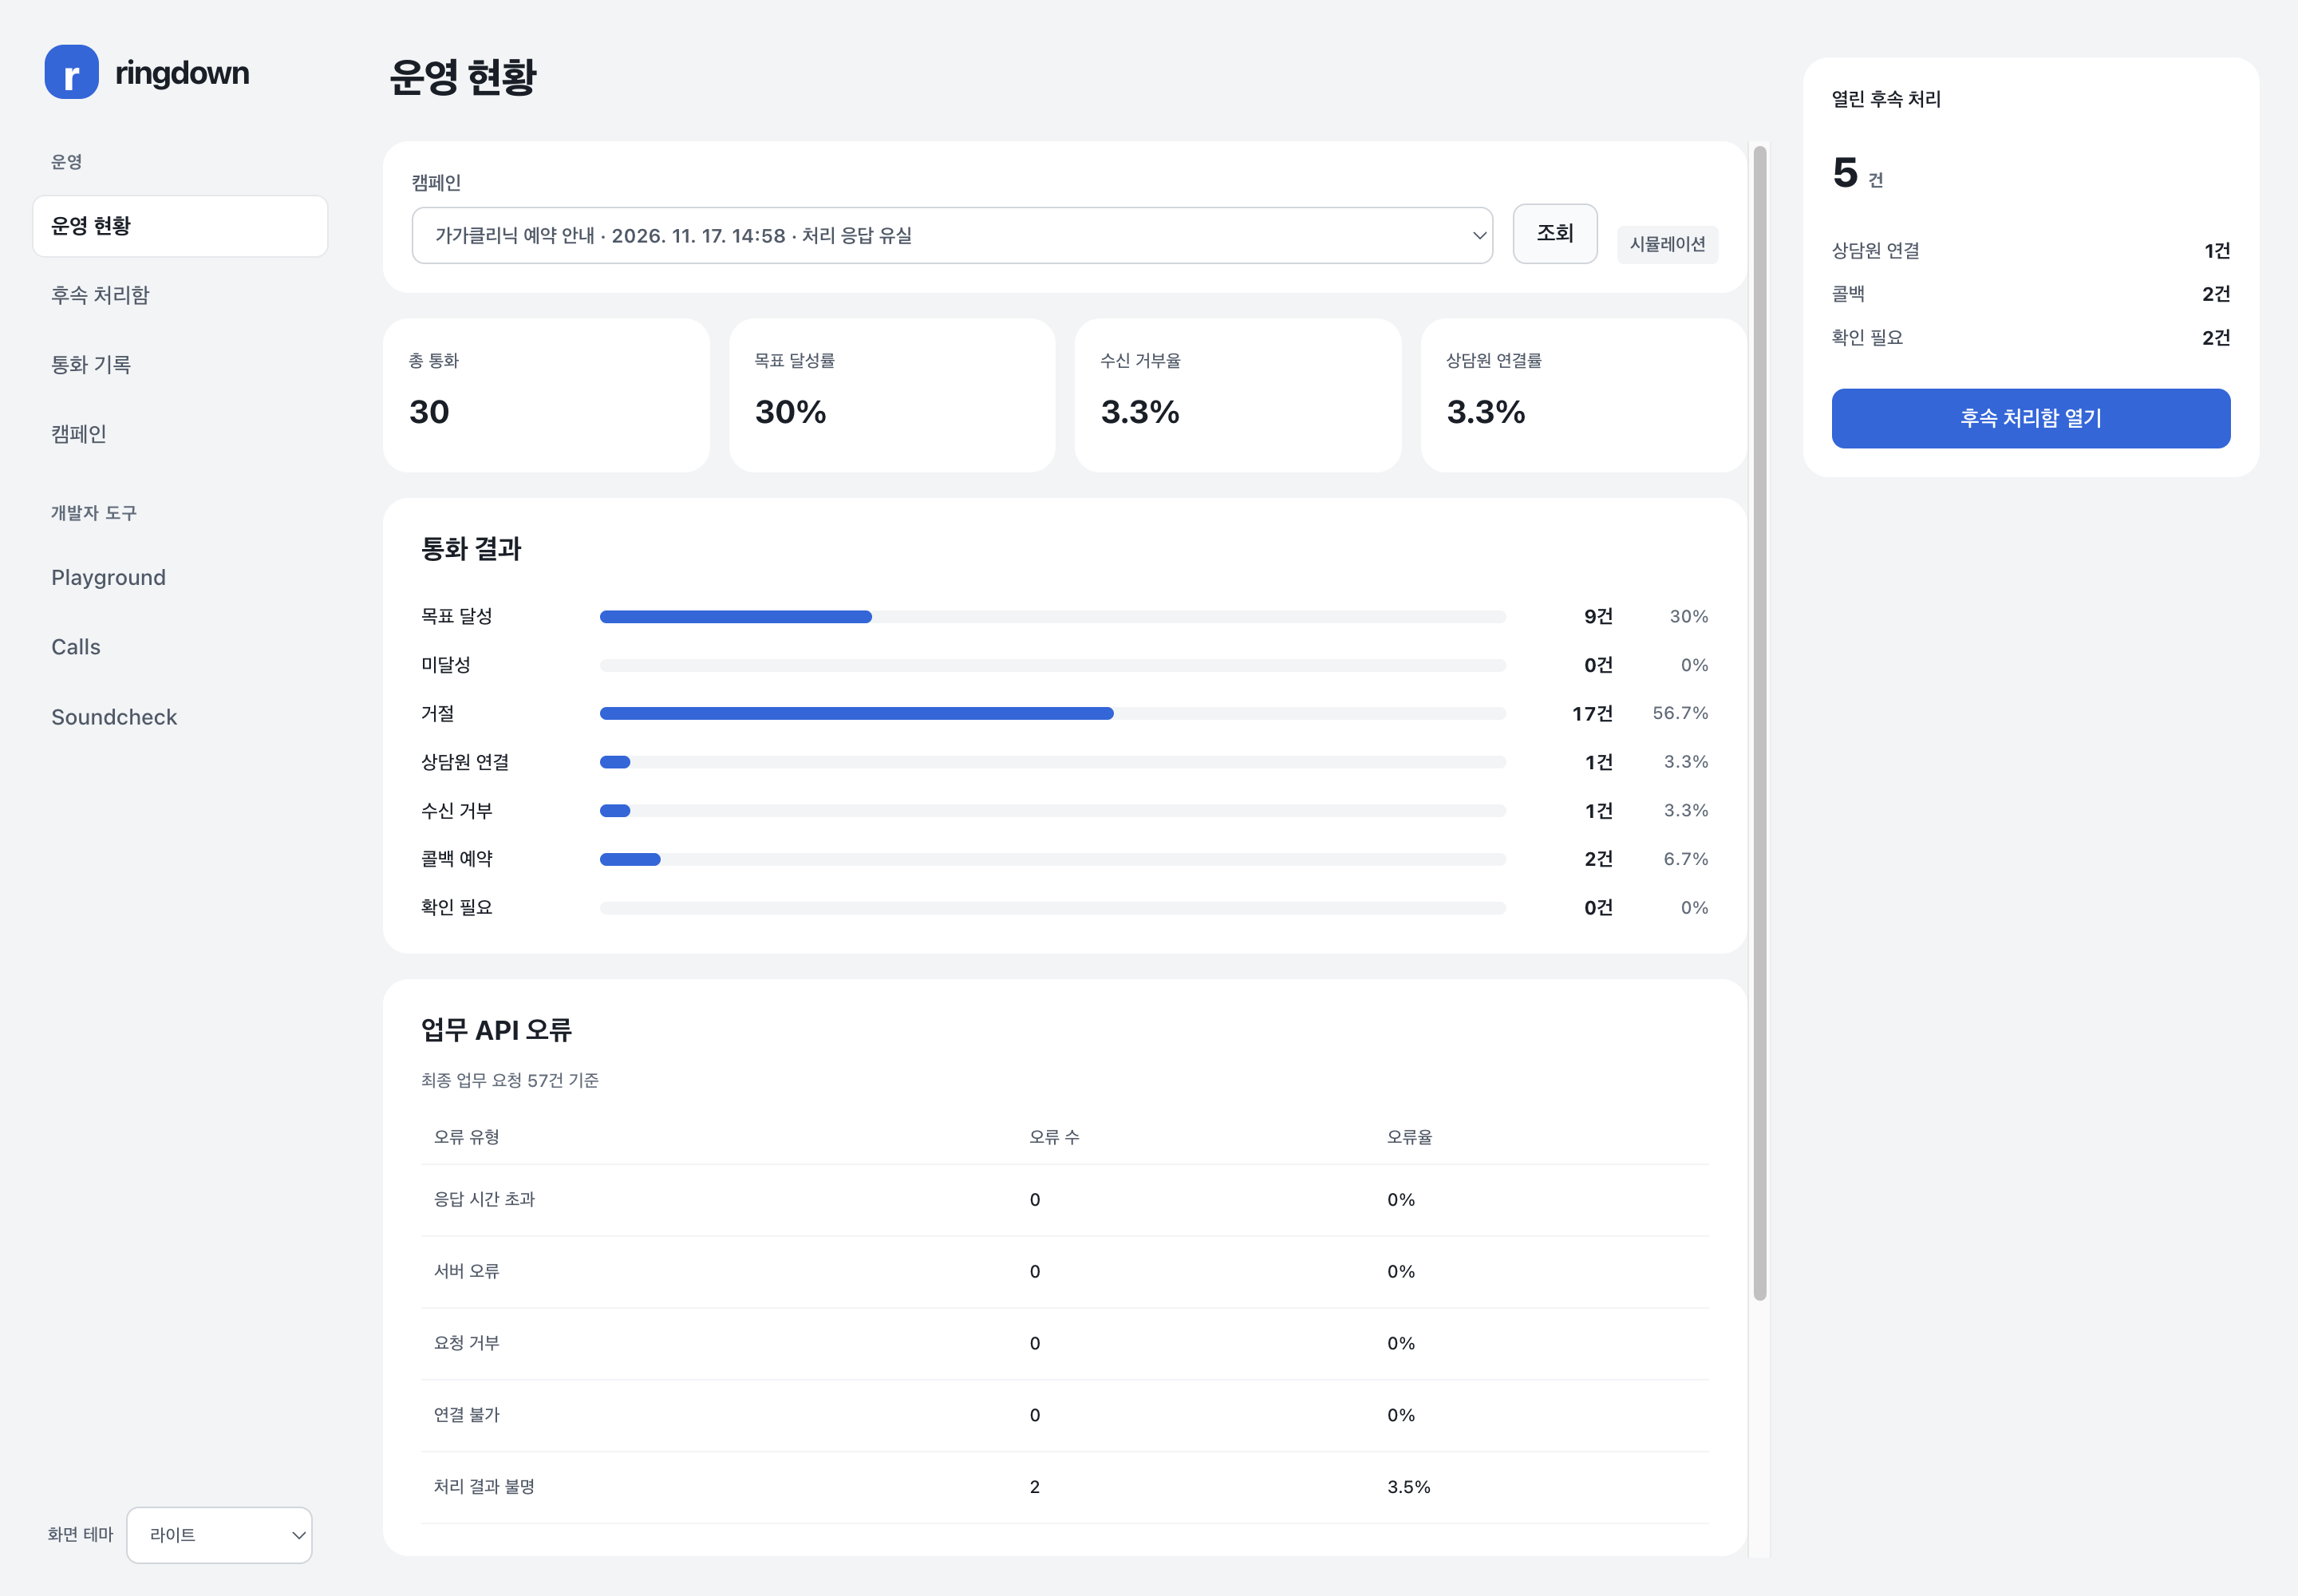 r ringdown
운영
운영 현황
후속 처리함
통화 기록
캠페인
개발자 도구
Playground
Calls
Soundcheck
화면 테마 라이트
운영 현황
캠페인
가가클리닉 예약 안내 · 2026. 11. 17. 14:58 · 처리 응답 유실 조회 시뮬레이션
총 통화
30
목표 달성률
30%
수신 거부율
3.3%
상담원 연결률
3.3%
통화 결과
목표 달성 9건 30%
미달성 0건 0%
거절 17건 56.7%
상담원 연결 1건 3.3%
수신 거부 1건 3.3%
콜백 예약 2건 6.7%
확인 필요 0건 0%
업무 API 오류
최종 업무 요청 57건 기준
오류 유형 오류 수 오류율
응답 시간 초과 0 0%
서버 오류 0 0%
요청 거부 0 0%
연결 불가 0 0%
처리 결과 불명 2 3.5%
열린 후속 처리
5 건
상담원 연결 1건
콜백 2건
확인 필요 2건
후속 처리함 열기